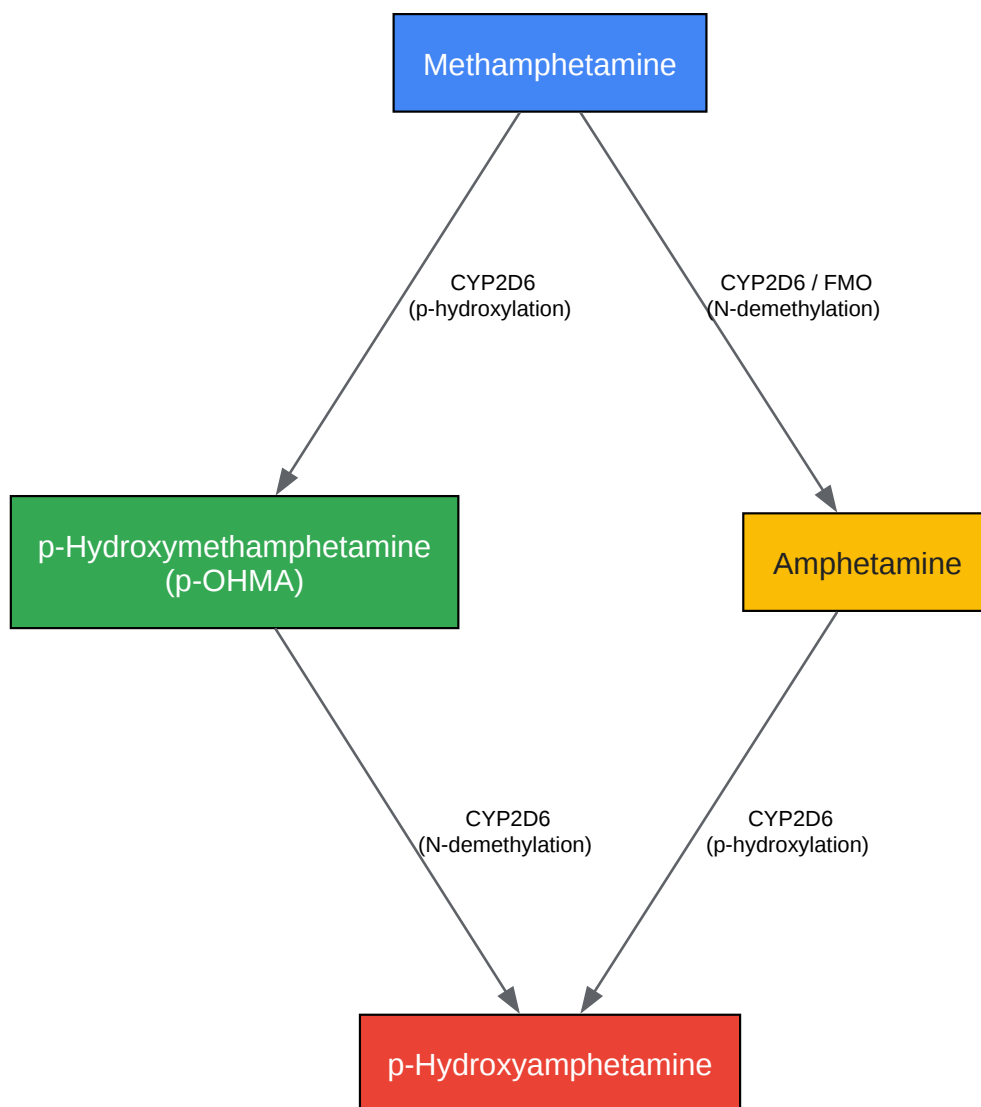 Methamphetamine
CYP2D6
(p-hydroxylation)
CYP2D6 / FMO
(N-demethylation)
p-Hydroxymethamphetamine
(p-OHMA)
Amphetamine
CYP2D6
(N-demethylation)
CYP2D6
(p-hydroxylation)
p-Hydroxyamphetamine